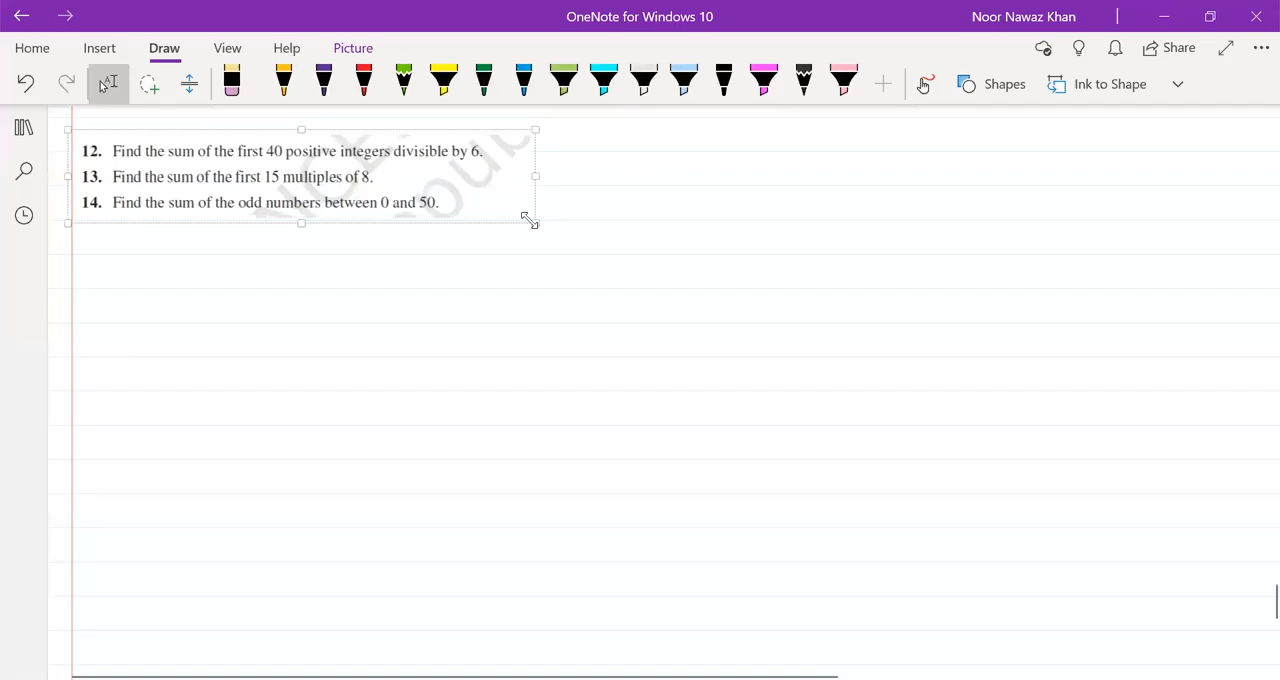 OneNote for Windows 10
Noor Nawaz Khan
Home Insert Draw View Help Picture
Share
Shapes
Ink to Shape
12. Find the sum of the first 40 positive integers divisible by 6.
13. Find the sum of the first 15 multiples of 8.
14. Find the sum of the odd numbers between 0 and 50.